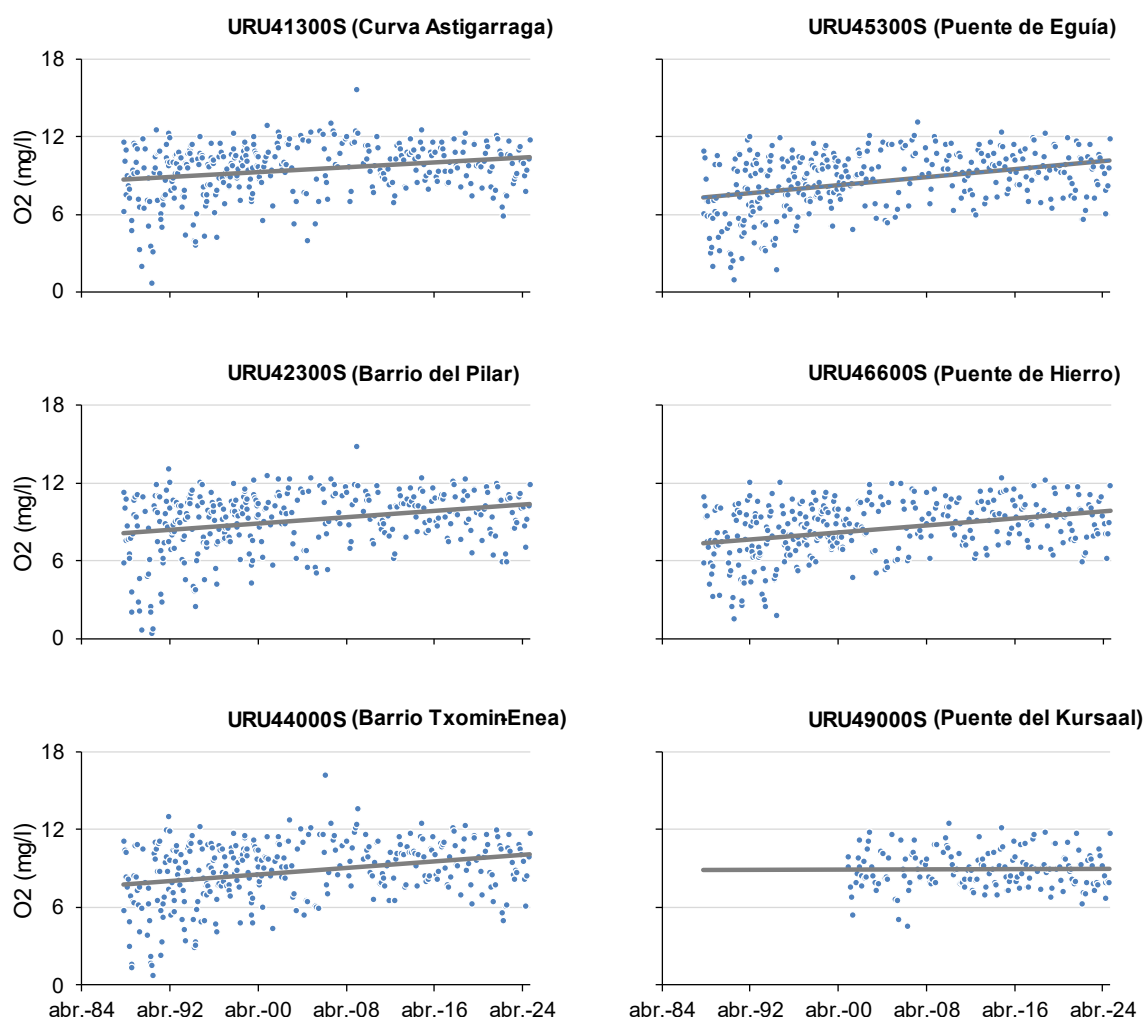 URU41300S (Curva Astigarraga)
URU45300S (Puente de Eguía)
18
12
6
0
O2 (mg/l)
URU42300S (Barrio del Pilar)
URU46600S (Puente de Hierro)
18
12
6
0
O2 (mg/l)
URU44000S (Barrio Txomin-Enea)
URU49000S (Puente del Kursaal)
18
12
6
0
O2 (mg/l)
abr.-84 abr.-92 abr.-00 abr.-08 abr.-16 abr.-24
abr.-84 abr.-92 abr.-00 abr.-08 abr.-16 abr.-24